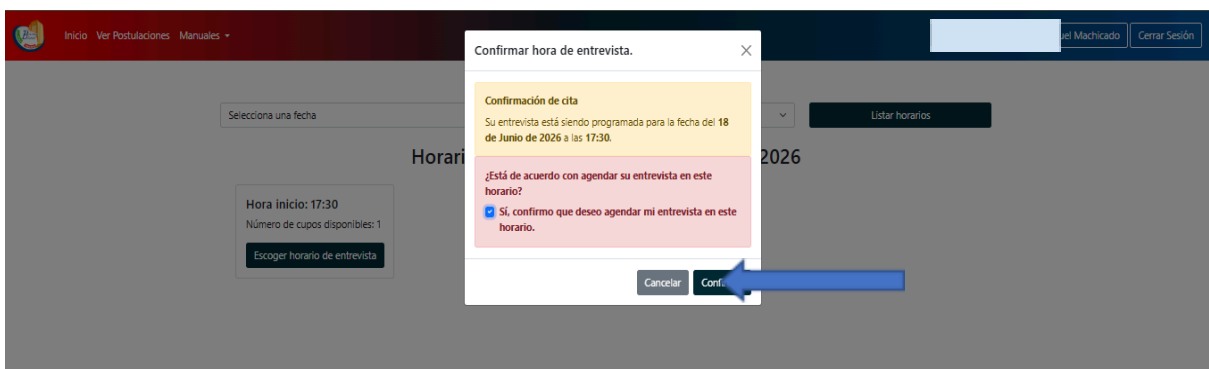 Inicio Ver Postulaciones Manuales
Machicado
Cerrar Sesión
Confirmar hora de entrevista.
Selecciona una fecha
Listar horarios
2026
Hora inicio: 17:30
Número de cupos disponibles: 1
Escoger horario de entrevista
Confirmación de cita
Su entrevista está siendo programada para la fecha del 18
de Junio de 2026 a las 17:30.
¿Está de acuerdo con agendar su entrevista en este
horario?
Sí, confirmo que deseo agendar mi entrevista en este
horario.
Cancelar